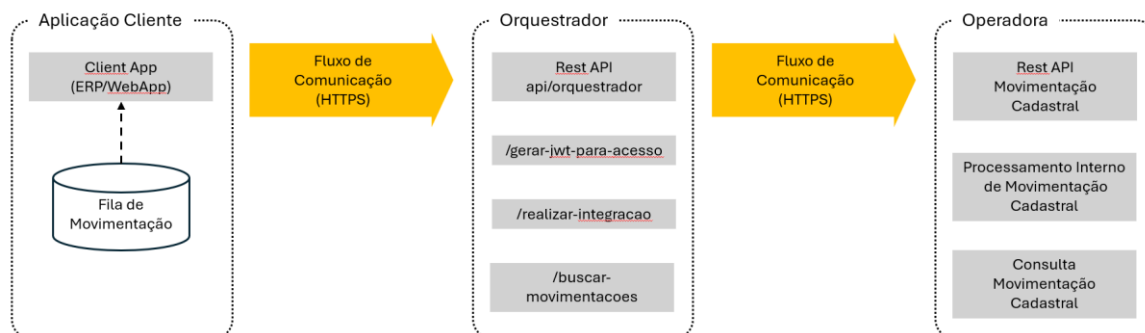 Aplicação Cliente
Client App
(ERP/WebApp)
Fila de
Movimentação
Fluxo de
Comunicação
(HTTPS)
Orquestrador
Rest API
api/orquestrador
/gerar-jwt-para-acesso
/realizar-integracao
/buscar-
movimentacoes
Fluxo de
Comunicação
(HTTPS)
Operadora
Rest API
Movimentação
Cadastral
Processamento Interno
de Movimentação
Cadastral
Consulta
Movimentação
Cadastral